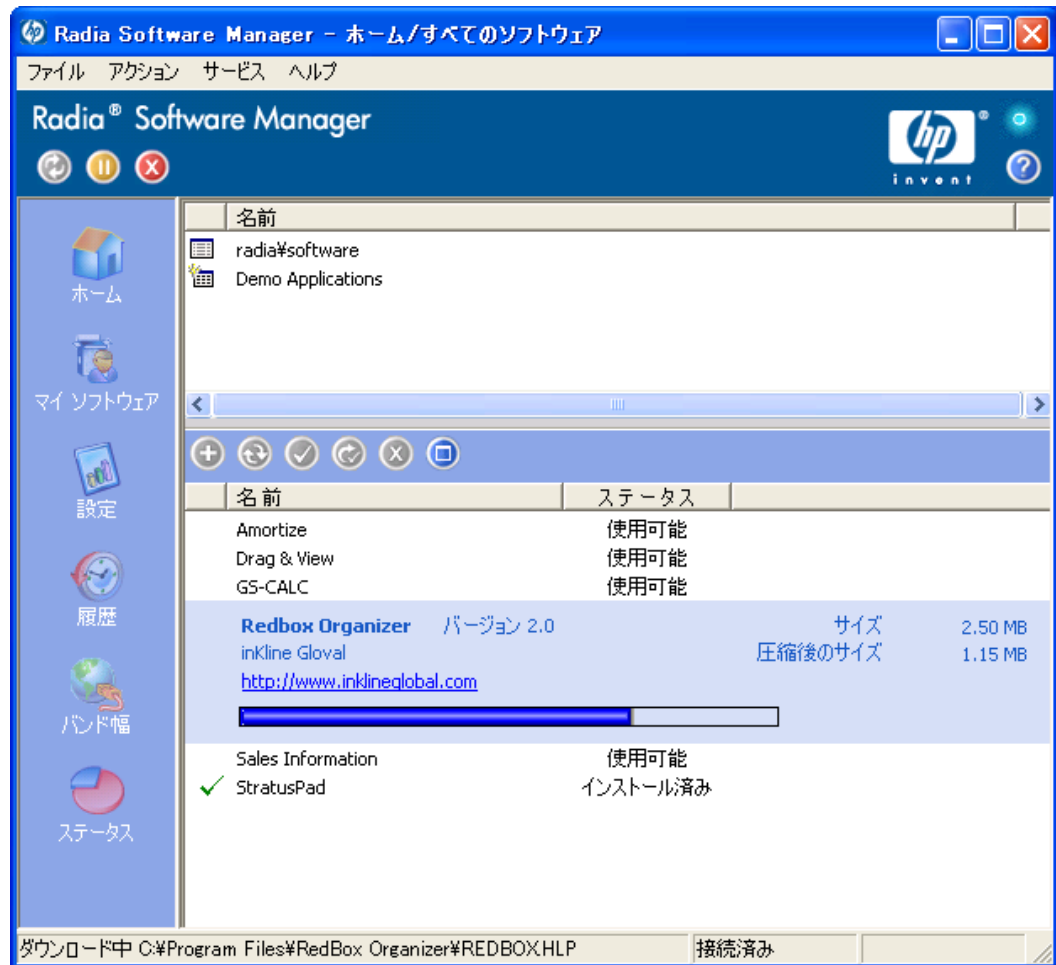 Radia Software Manager - ホーム/すべてのソフトウェア
ファイル アクション サービス ヘルプ
Radia® Software Manager
hp ®
invent
ホーム
マイ ソフトウェア
設定
履歴
バンド幅
ステータス
名前
radia¥software
Demo Applications
名前 ステータス
Amortize 使用可能
Drag & View 使用可能
GS-CALC 使用可能
Redbox Organizer バージョン 2.0 サイズ 2.50 MB
inKline Gloval 圧縮後のサイズ 1.15 MB
http://www.inklineglobal.com
Sales Information 使用可能
StratusPad インストール済み
ダウンロード中 C:¥Program Files¥RedBox Organizer¥REDBOX.HLP 接続済み